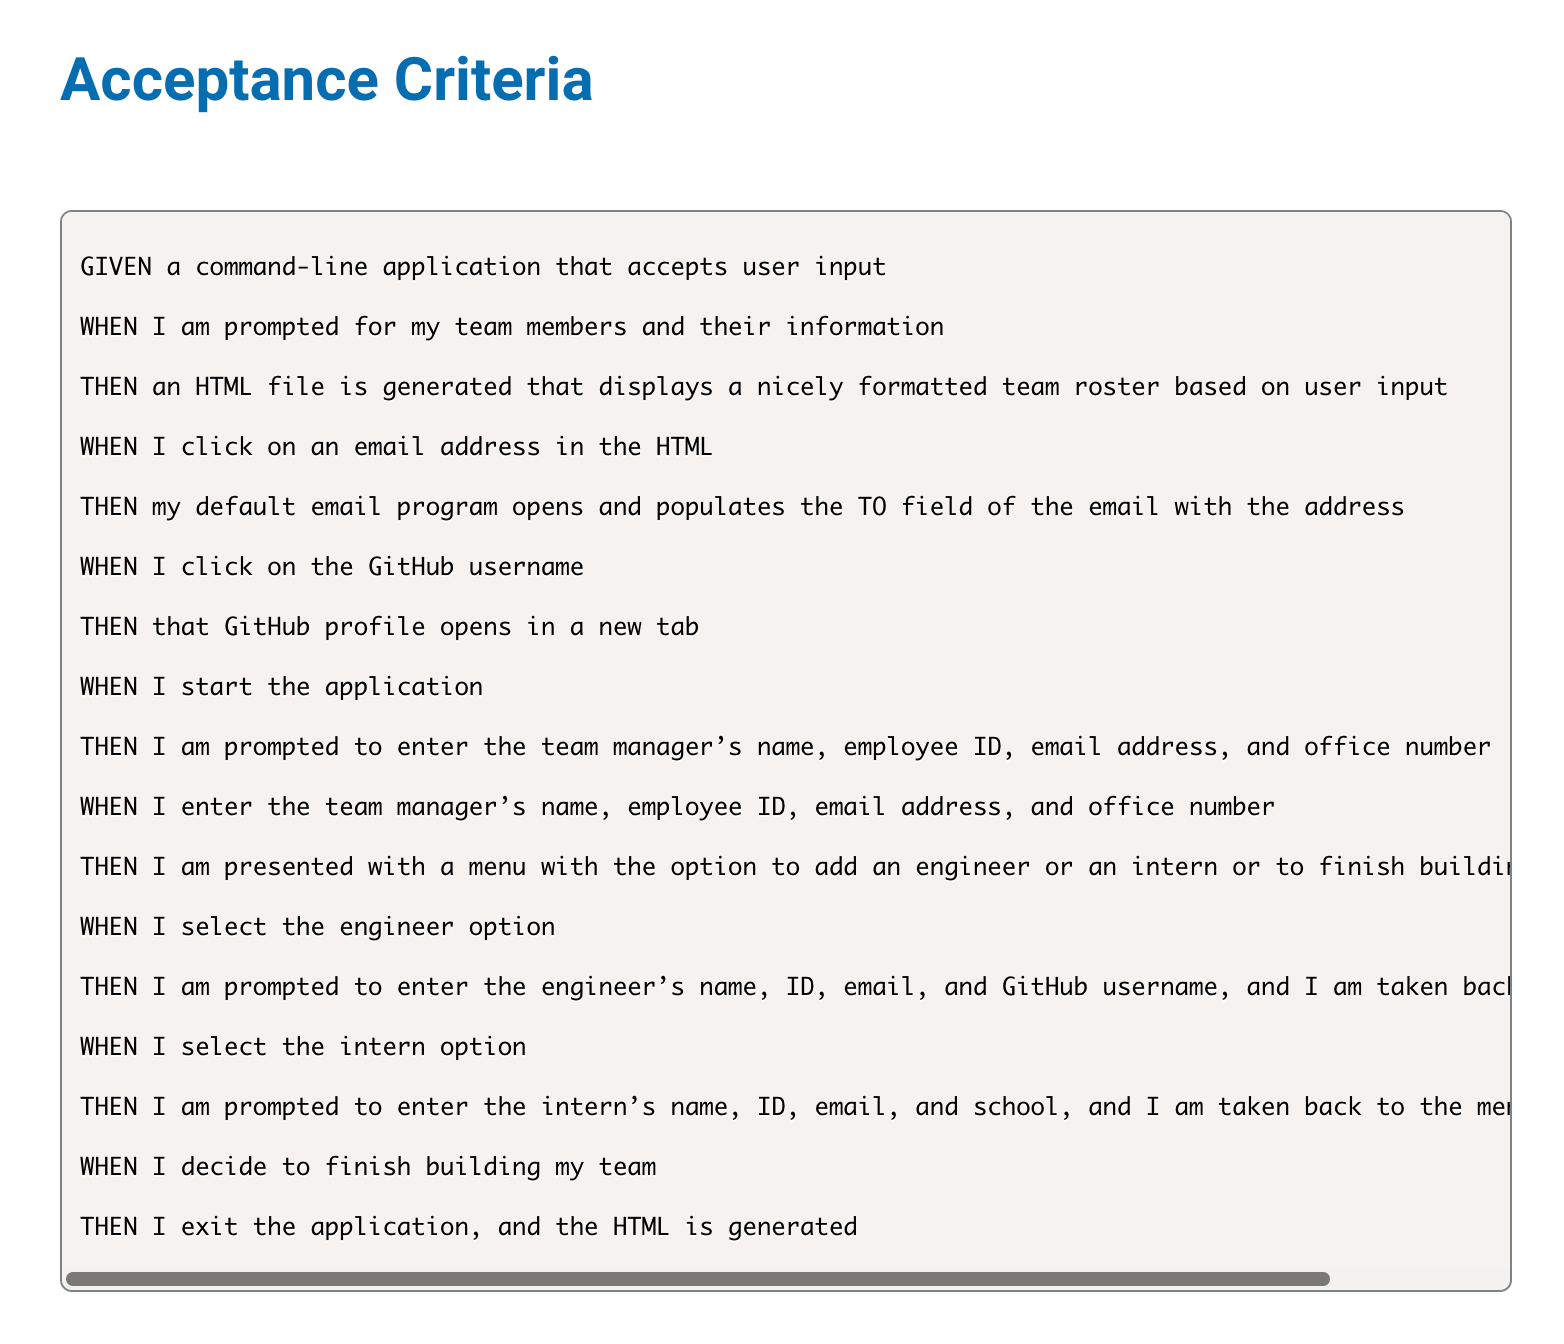 Acceptance Criteria
GIVEN a command-line application that accepts user input
WHEN I am prompted for my team members and their information
THEN an HTML file is generated that displays a nicely formatted team roster based on user input
WHEN I click on an email address in the HTML
THEN my default email program opens and populates the TO field of the email with the address
WHEN I click on the GitHub username
THEN that GitHub profile opens in a new tab
WHEN I start the application
THEN I am prompted to enter the team manager’s name, employee ID, email address, and office number
WHEN I enter the team manager’s name, employee ID, email address, and office number
THEN I am presented with a menu with the option to add an engineer or an intern or to finish
WHEN I select the engineer option
THEN I am prompted to enter the engineer’s name, ID, email, and GitHub username, and I am taken
WHEN I select the intern option
THEN I am prompted to enter the intern’s name, ID, email, and school, and I am taken back to the
WHEN I decide to finish building my team
THEN I exit the application, and the HTML is generated